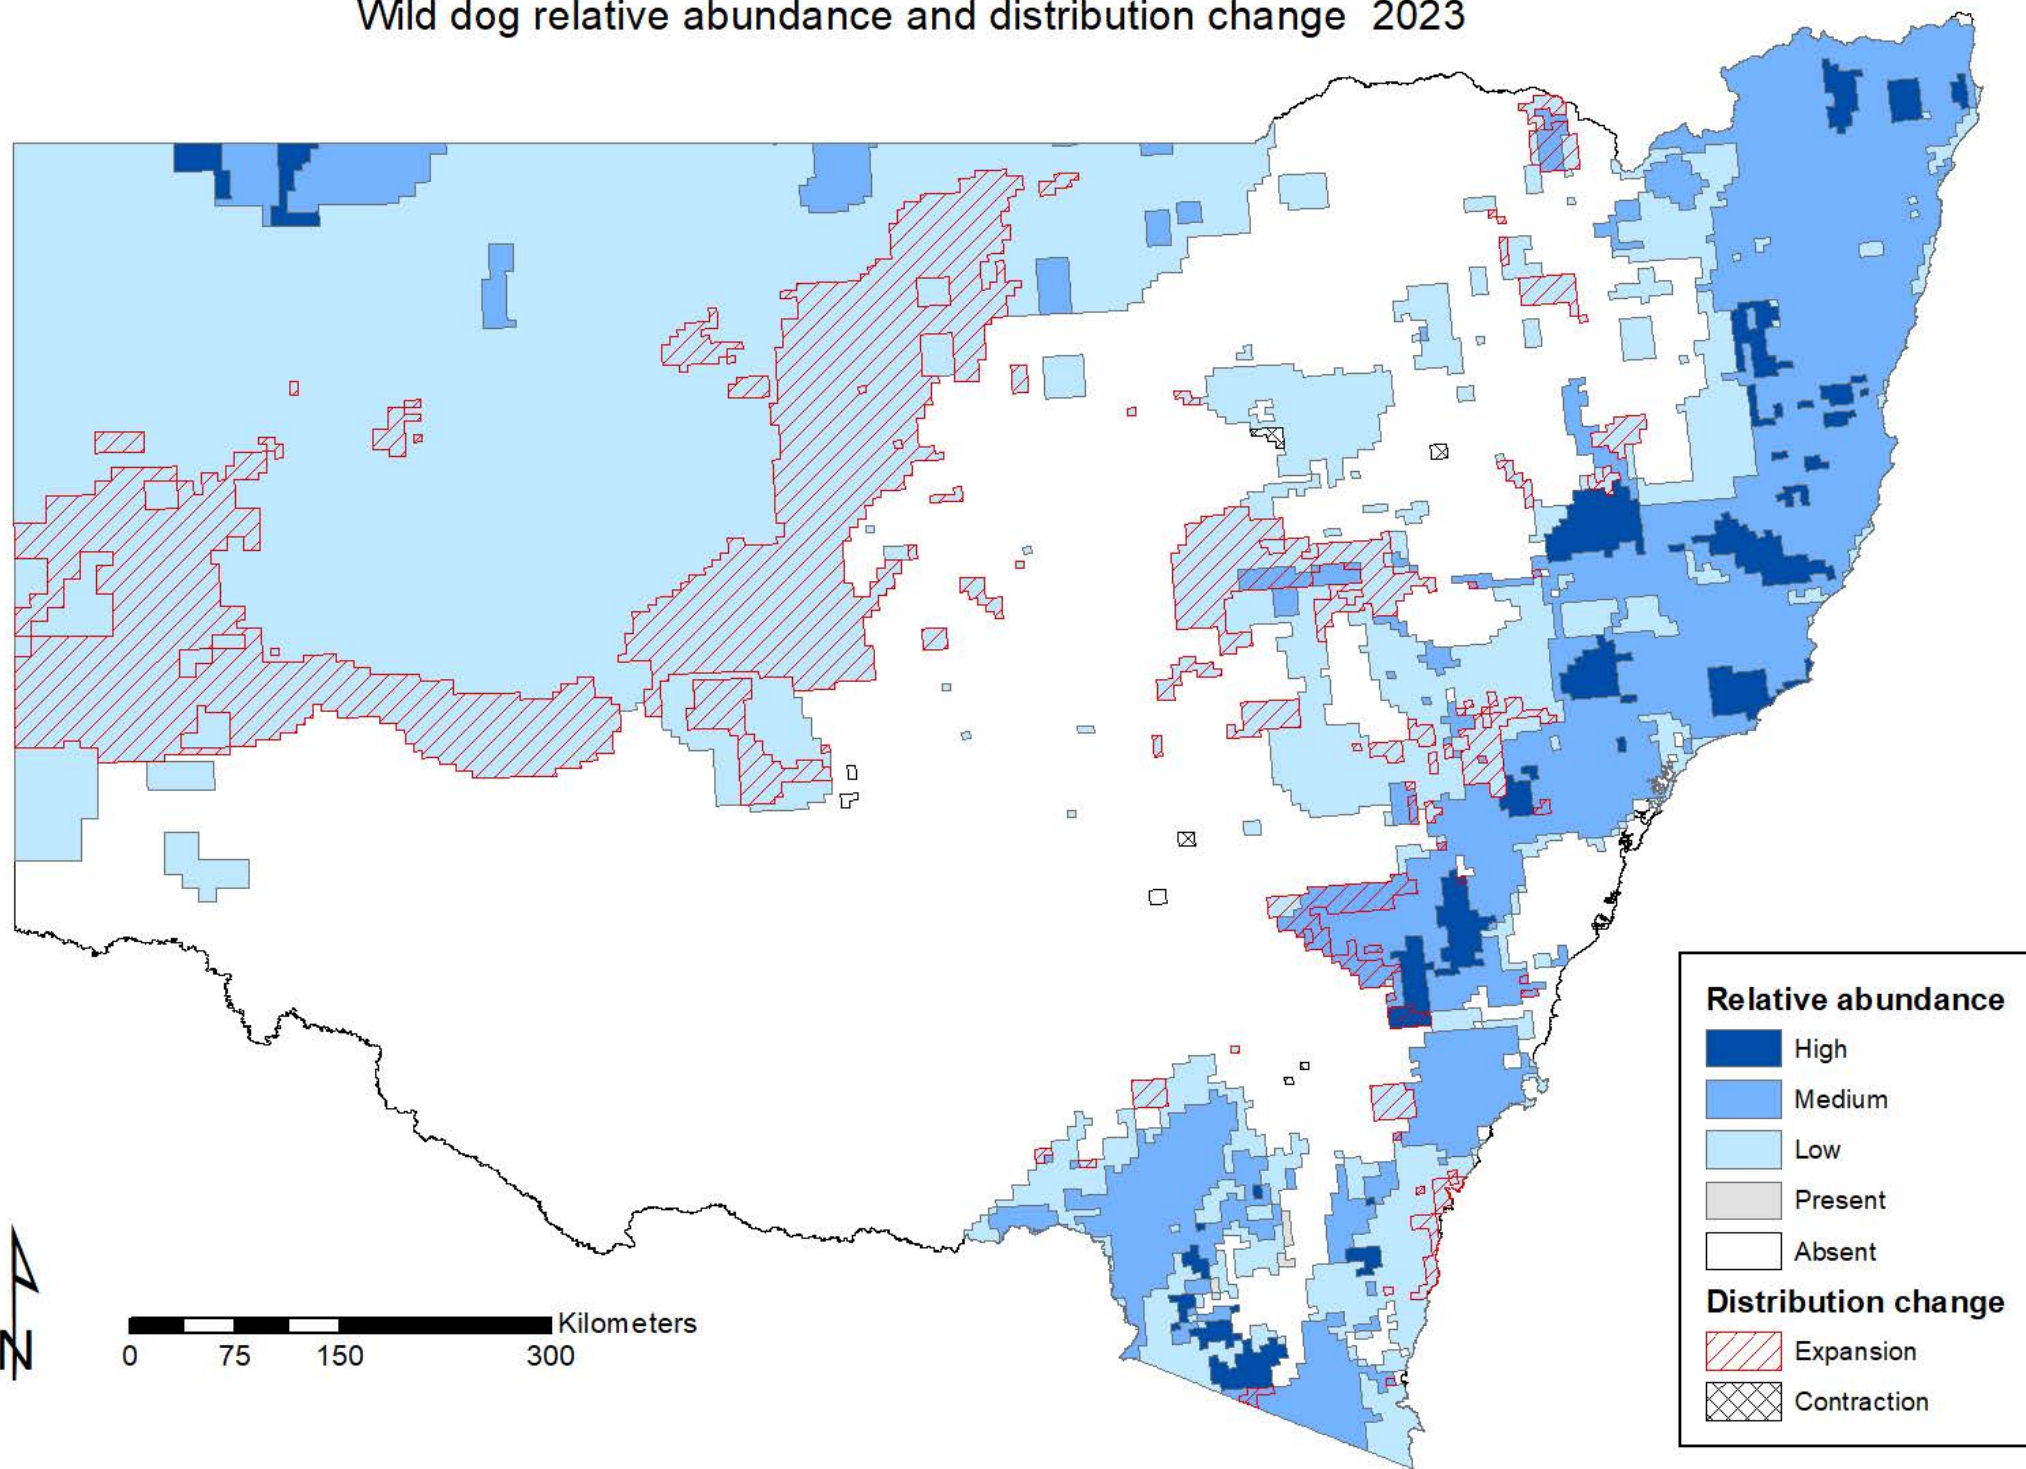 Wild dog relative abundance and distribution change 2023
Relative abundance
High
Medium
Low
Present
Absent
Distribution change
Expansion
Contraction
N
Kilometers
0 75 150 300